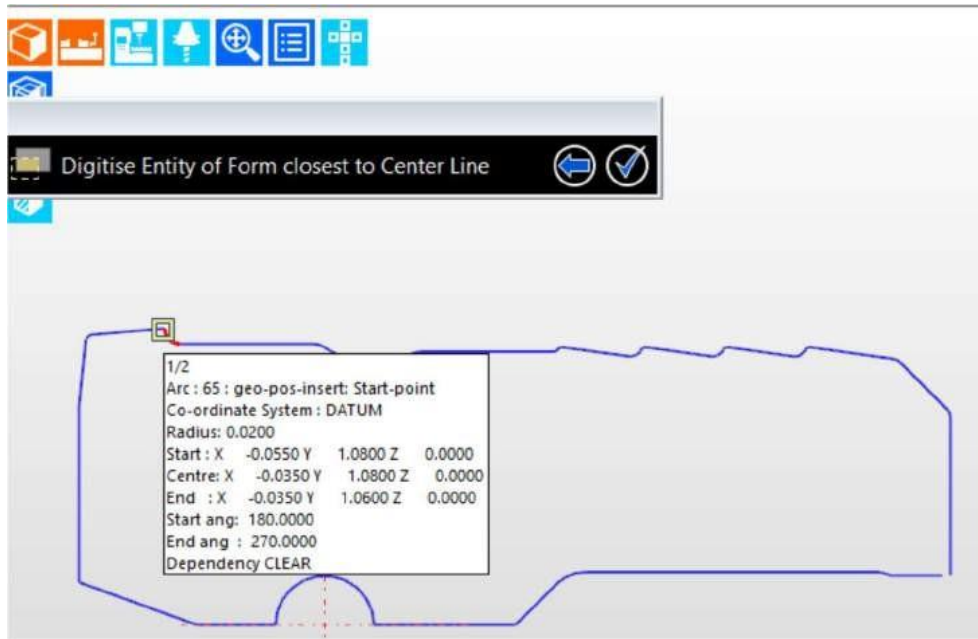 Digitise Entity of Form closest to Center Line
1/2
Arc : 65 : geo-pos-insert: Start-point
Co-ordinate System : DATUM
Radius: 0.0200
Start : X -0.0550 Y 1.0800 Z 0.0000
Centre: X -0.0350 Y 1.0800 Z 0.0000
End : X -0.0350 Y 1.0600 Z 0.0000
Start ang: 180.0000
End ang : 270.0000
Dependency CLEAR